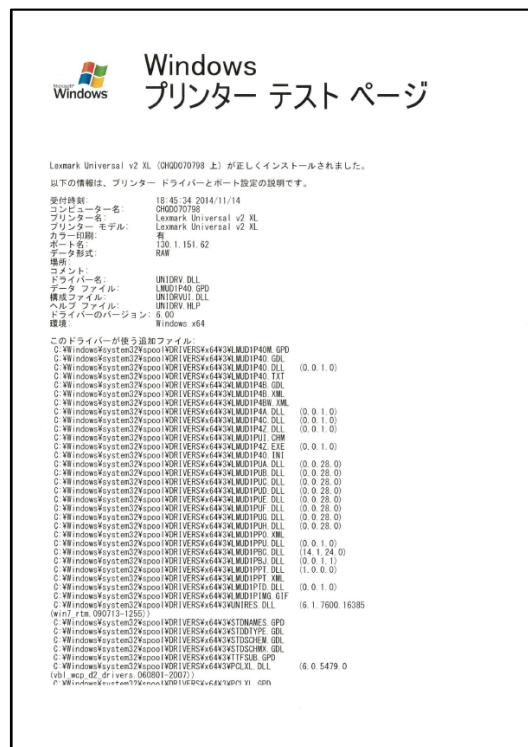 Microsoft
Windows
Windows
プリンター テスト ページ
Lexmark Universal v2 XL (CHQD070798 上) が正しくインストールされました。
以下の情報は、プリンター ドライバーとポート設定の説明です。
受付時刻: 18:45:34 2014/11/14
コンピューター名: CHQD070798
プリンター名: Lexmark Universal v2 XL
プリンター モデル: Lexmark Universal v2 XL
カラー印刷: 有
ポート名: 130.1.151.62
データ形式: RAW
場所:
コメント:
ドライバー名: UNIDRV.DLL
データ ファイル: LMUD1P40.GPD
構成ファイル: UNIDRVUI.DLL
ヘルプ ファイル: UNIDRV.HLP
ドライバーのバージョン: 6.00
環境: Windows x64
このドライバーが使う追加ファイル:
C:¥Windows¥system32¥spool¥DRIVERS¥x64¥3¥LMUD1P40M.GPD
C:¥Windows¥system32¥spool¥DRIVERS¥x64¥3¥LMUD1P40.GDL
C:¥Windows¥system32¥spool¥DRIVERS¥x64¥3¥LMUD1P40.DLL (0.0.1.0)
C:¥Windows¥system32¥spool¥DRIVERS¥x64¥3¥LMUD1P40.TXT
C:¥Windows¥system32¥spool¥DRIVERS¥x64¥3¥LMUD1P4B.GDL
C:¥Windows¥system32¥spool¥DRIVERS¥x64¥3¥LMUD1P4B.XML
C:¥Windows¥system32¥spool¥DRIVERS¥x64¥3¥LMUD1P4BW.XML
C:¥Windows¥system32¥spool¥DRIVERS¥x64¥3¥LMUD1P4A.DLL (0.0.1.0)
C:¥Windows¥system32¥spool¥DRIVERS¥x64¥3¥LMUD1P4C.DLL (0.0.1.0)
C:¥Windows¥system32¥spool¥DRIVERS¥x64¥3¥LMUD1P4Z.DLL (0.0.1.0)
C:¥Windows¥system32¥spool¥DRIVERS¥x64¥3¥LMUD1PUI.CHM
C:¥Windows¥system32¥spool¥DRIVERS¥x64¥3¥LMUD1P4Z.EXE (0.0.1.0)
C:¥Windows¥system32¥spool¥DRIVERS¥x64¥3¥LMUD1P40.INI
C:¥Windows¥system32¥spool¥DRIVERS¥x64¥3¥LMUD1PUA.DLL (0.0.28.0)
C:¥Windows¥system32¥spool¥DRIVERS¥x64¥3¥LMUD1PUB.DLL (0.0.28.0)
C:¥Windows¥system32¥spool¥DRIVERS¥x64¥3¥LMUD1PUC.DLL (0.0.28.0)
C:¥Windows¥system32¥spool¥DRIVERS¥x64¥3¥LMUD1PUD.DLL (0.0.28.0)
C:¥Windows¥system32¥spool¥DRIVERS¥x64¥3¥LMUD1PUE.DLL (0.0.28.0)
C:¥Windows¥system32¥spool¥DRIVERS¥x64¥3¥LMUD1PUF.DLL (0.0.28.0)
C:¥Windows¥system32¥spool¥DRIVERS¥x64¥3¥LMUD1PUG.DLL (0.0.28.0)
C:¥Windows¥system32¥spool¥DRIVERS¥x64¥3¥LMUD1PUH.DLL (0.0.28.0)
C:¥Windows¥system32¥spool¥DRIVERS¥x64¥3¥LMUD1PPO.XML
C:¥Windows¥system32¥spool¥DRIVERS¥x64¥3¥LMUD1PPU.DLL (0.0.1.0)
C:¥Windows¥system32¥spool¥DRIVERS¥x64¥3¥LMUD1PBC.DLL (14.1.24.0)
C:¥Windows¥system32¥spool¥DRIVERS¥x64¥3¥LMUD1PBJ.DLL (0.0.1.1)
C:¥Windows¥system32¥spool¥DRIVERS¥x64¥3¥LMUD1PPT.DLL (1.0.0.0)
C:¥Windows¥system32¥spool¥DRIVERS¥x64¥3¥LMUD1PPT.XML
C:¥Windows¥system32¥spool¥DRIVERS¥x64¥3¥LMUD1PTD.DLL (0.0.1.0)
C:¥Windows¥system32¥spool¥DRIVERS¥x64¥3¥LMUD1PIMG.GIF
C:¥Windows¥system32¥spool¥DRIVERS¥x64¥3¥UNIRES.DLL (6.1.7600.16385
(win7_rtm.090713-1255))
C:¥Windows¥system32¥spool¥DRIVERS¥x64¥3¥STDNAMES.GPD
C:¥Windows¥system32¥spool¥DRIVERS¥x64¥3¥STDDTYPE.GDL
C:¥Windows¥system32¥spool¥DRIVERS¥x64¥3¥STDSCHEM.GDL
C:¥Windows¥system32¥spool¥DRIVERS¥x64¥3¥STDSCHMX.GDL
C:¥Windows¥system32¥spool¥DRIVERS¥x64¥3¥TTFSUB.GPD
C:¥Windows¥system32¥spool¥DRIVERS¥x64¥3¥PCLXL.DLL (6.0.5479.0
(vbl_wcp_d2_drivers.060801-2007))
C:¥Windows¥system32¥spool¥DRIVERS¥x64¥3¥PCLXL.GPD